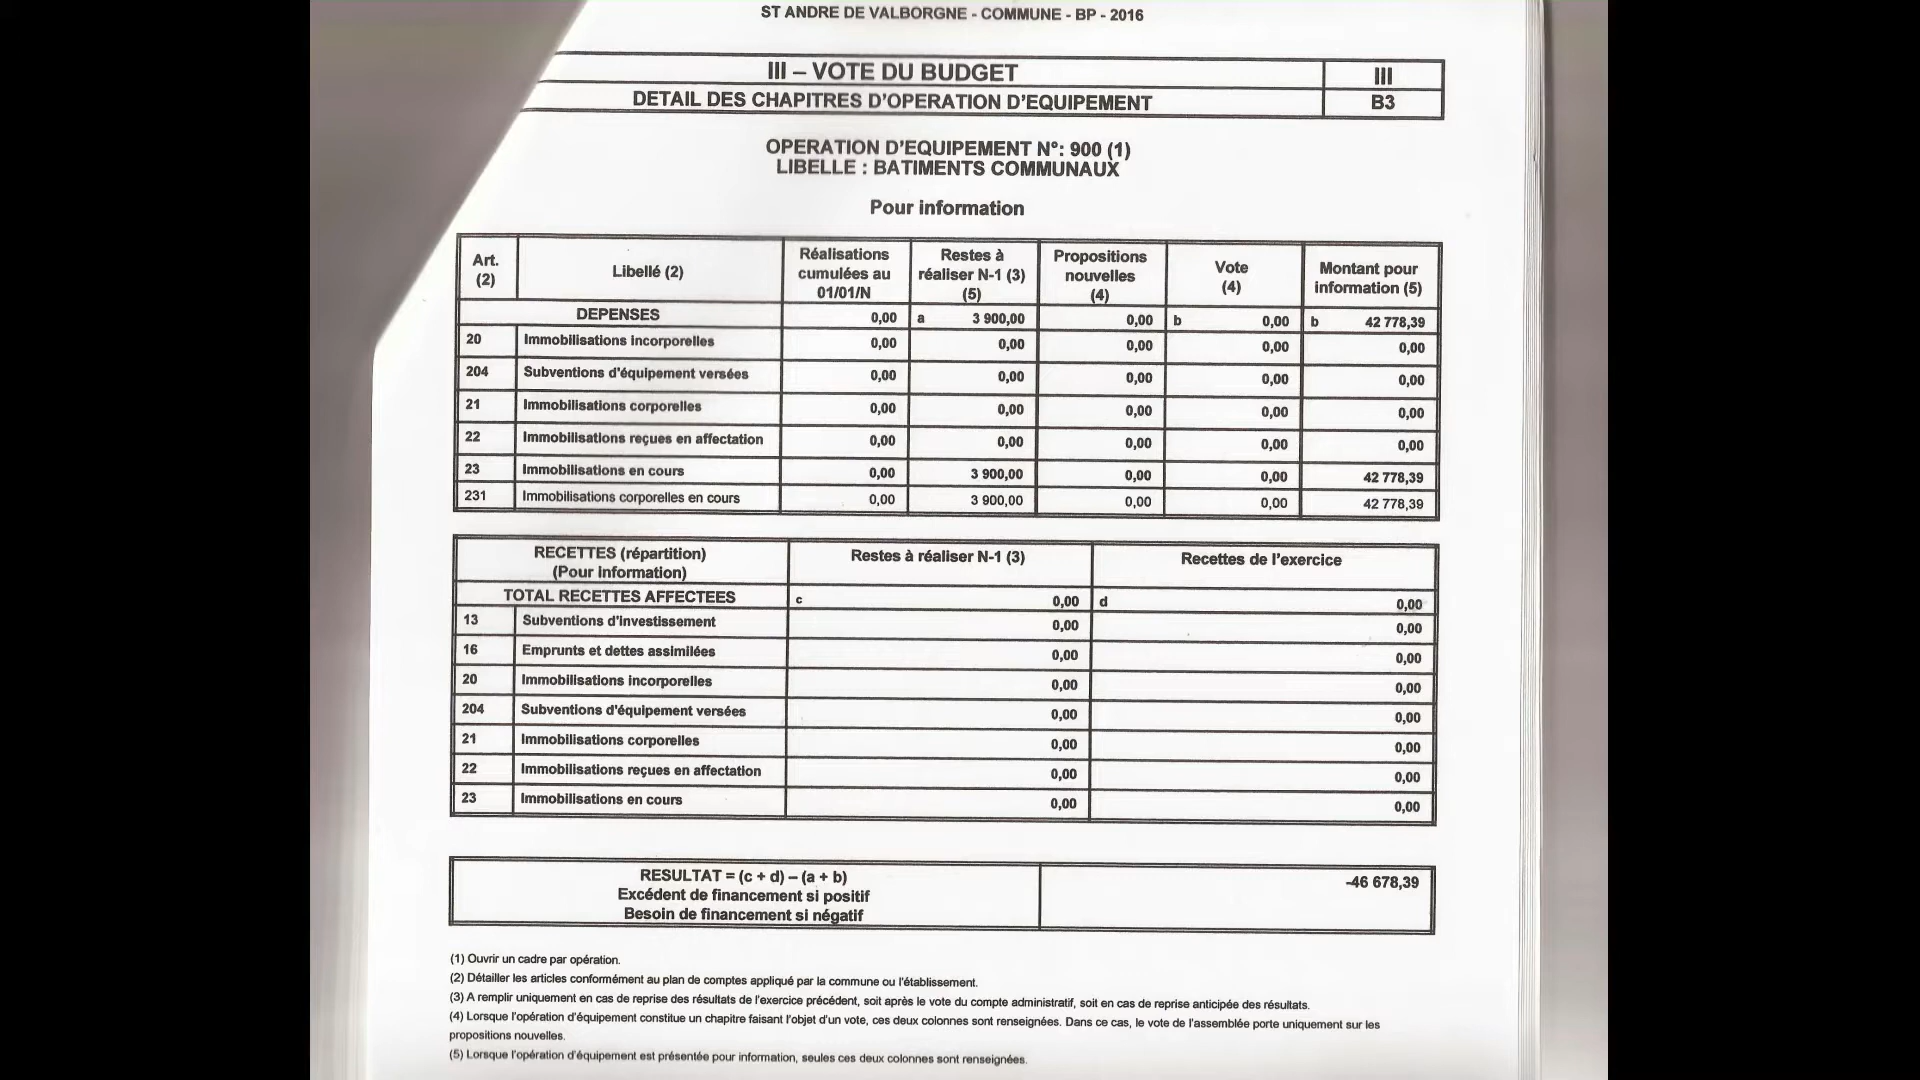 ST ANDRE DE VALBORGNE - COMMUNE - BP - 2016
III – VOTE DU BUDGET III
DETAIL DES CHAPITRES D'OPERATION D'EQUIPEMENT B3
OPERATION D'EQUIPEMENT N°: 900 (1)
LIBELLE : BATIMENTS COMMUNAUX
Pour information
Art. (2) Libellé (2) Réalisations cumulées au 01/01/N Restes à réaliser N-1 (3) (5) Propositions nouvelles (4) Vote (4) Montant pour information (5)
DEPENSES 0,00 a 3 900,00 0,00 b 0,00 b 42 778,39
20 Immobilisations incorporelles 0,00 0,00 0,00 0,00 0,00
204 Subventions d'équipement versées 0,00 0,00 0,00 0,00 0,00
21 Immobilisations corporelles 0,00 0,00 0,00 0,00 0,00
22 Immobilisations reçues en affectation 0,00 0,00 0,00 0,00 0,00
23 Immobilisations en cours 0,00 3 900,00 0,00 0,00 42 778,39
231 Immobilisations corporelles en cours 0,00 3 900,00 0,00 0,00 42 778,39
RECETTES (répartition) (Pour information) Restes à réaliser N-1 (3) Recettes de l'exercice
TOTAL RECETTES AFFECTEES c 0,00 d 0,00
13 Subventions d'investissement 0,00 0,00
16 Emprunts et dettes assimilées 0,00 0,00
20 Immobilisations incorporelles 0,00 0,00
204 Subventions d'équipement versées 0,00 0,00
21 Immobilisations corporelles 0,00 0,00
22 Immobilisations reçues en affectation 0,00 0,00
23 Immobilisations en cours 0,00 0,00
RESULTAT = (c + d) – (a + b) -46 678,39
Excédent de financement si positif
Besoin de financement si négatif
(1) Ouvrir un cadre par opération.
(2) Détailler les articles conformément au plan de comptes appliqué par la commune ou l'établissement.
(3) A remplir uniquement en cas de reprise des résultats de l'exercice précédent, soit après le vote du compte administratif, soit en cas de reprise anticipée des résultats.
(4) Lorsque l'opération d'équipement constitue un chapitre faisant l'objet d'un vote, ces deux colonnes sont renseignées. Dans ce cas, le vote de l'assemblée porte uniquement sur les
propositions nouvelles.
(5) Lorsque l'opération d'équipement est présentée pour information, seules ces deux colonnes sont renseignées.